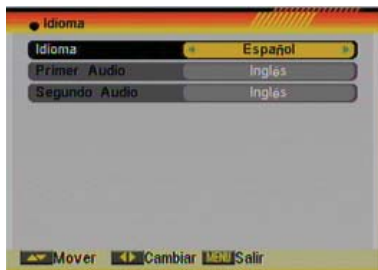 Idioma
Idioma Español
Primer Audio Inglés
Segundo Audio Inglés
Mover Cambiar MENU Salir